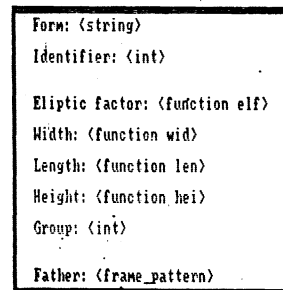 Form: <string>
Identifier: <int>
Eliptic factor: <function elf>
Width: <function wid>
Length: <function len>
Height: <function hei>
Group: <int>
Father: <frame_pattern>